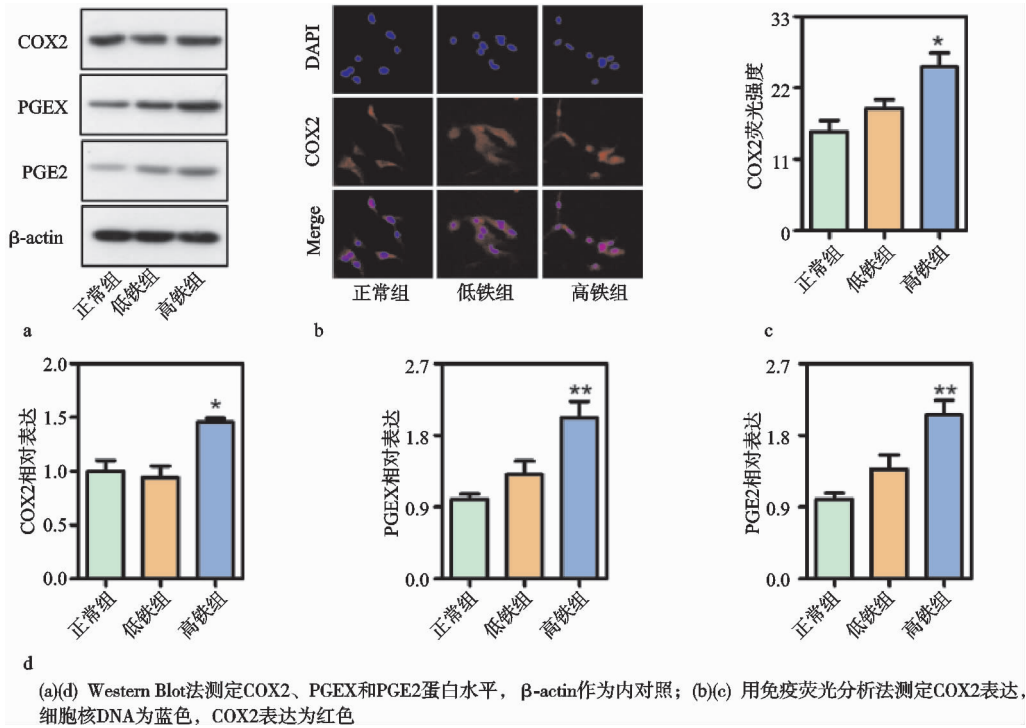 COX2
PGEX
PGE2
β-actin
正常组
低铁组
高铁组
a
DAPI
COX2
Merge
正常组 低铁组 高铁组
b
COX2荧光强度
33
22
11
0
*
正常组
低铁组
高铁组
c
COX2相对表达
2.0
1.5
1.0
0.5
0.0
*
正常组
低铁组
高铁组
PGEX相对表达
2.7
1.8
0.9
0.0
**
正常组
低铁组
高铁组
PGE2相对表达
2.7
1.8
0.9
0.0
**
正常组
低铁组
高铁组
d
(a)(d) Western Blot法测定COX2、PGEX和PGE2蛋白水平，β-actin作为内对照；(b)(c) 用免疫荧光分析法测定COX2表达，
细胞核DNA为蓝色，COX2表达为红色